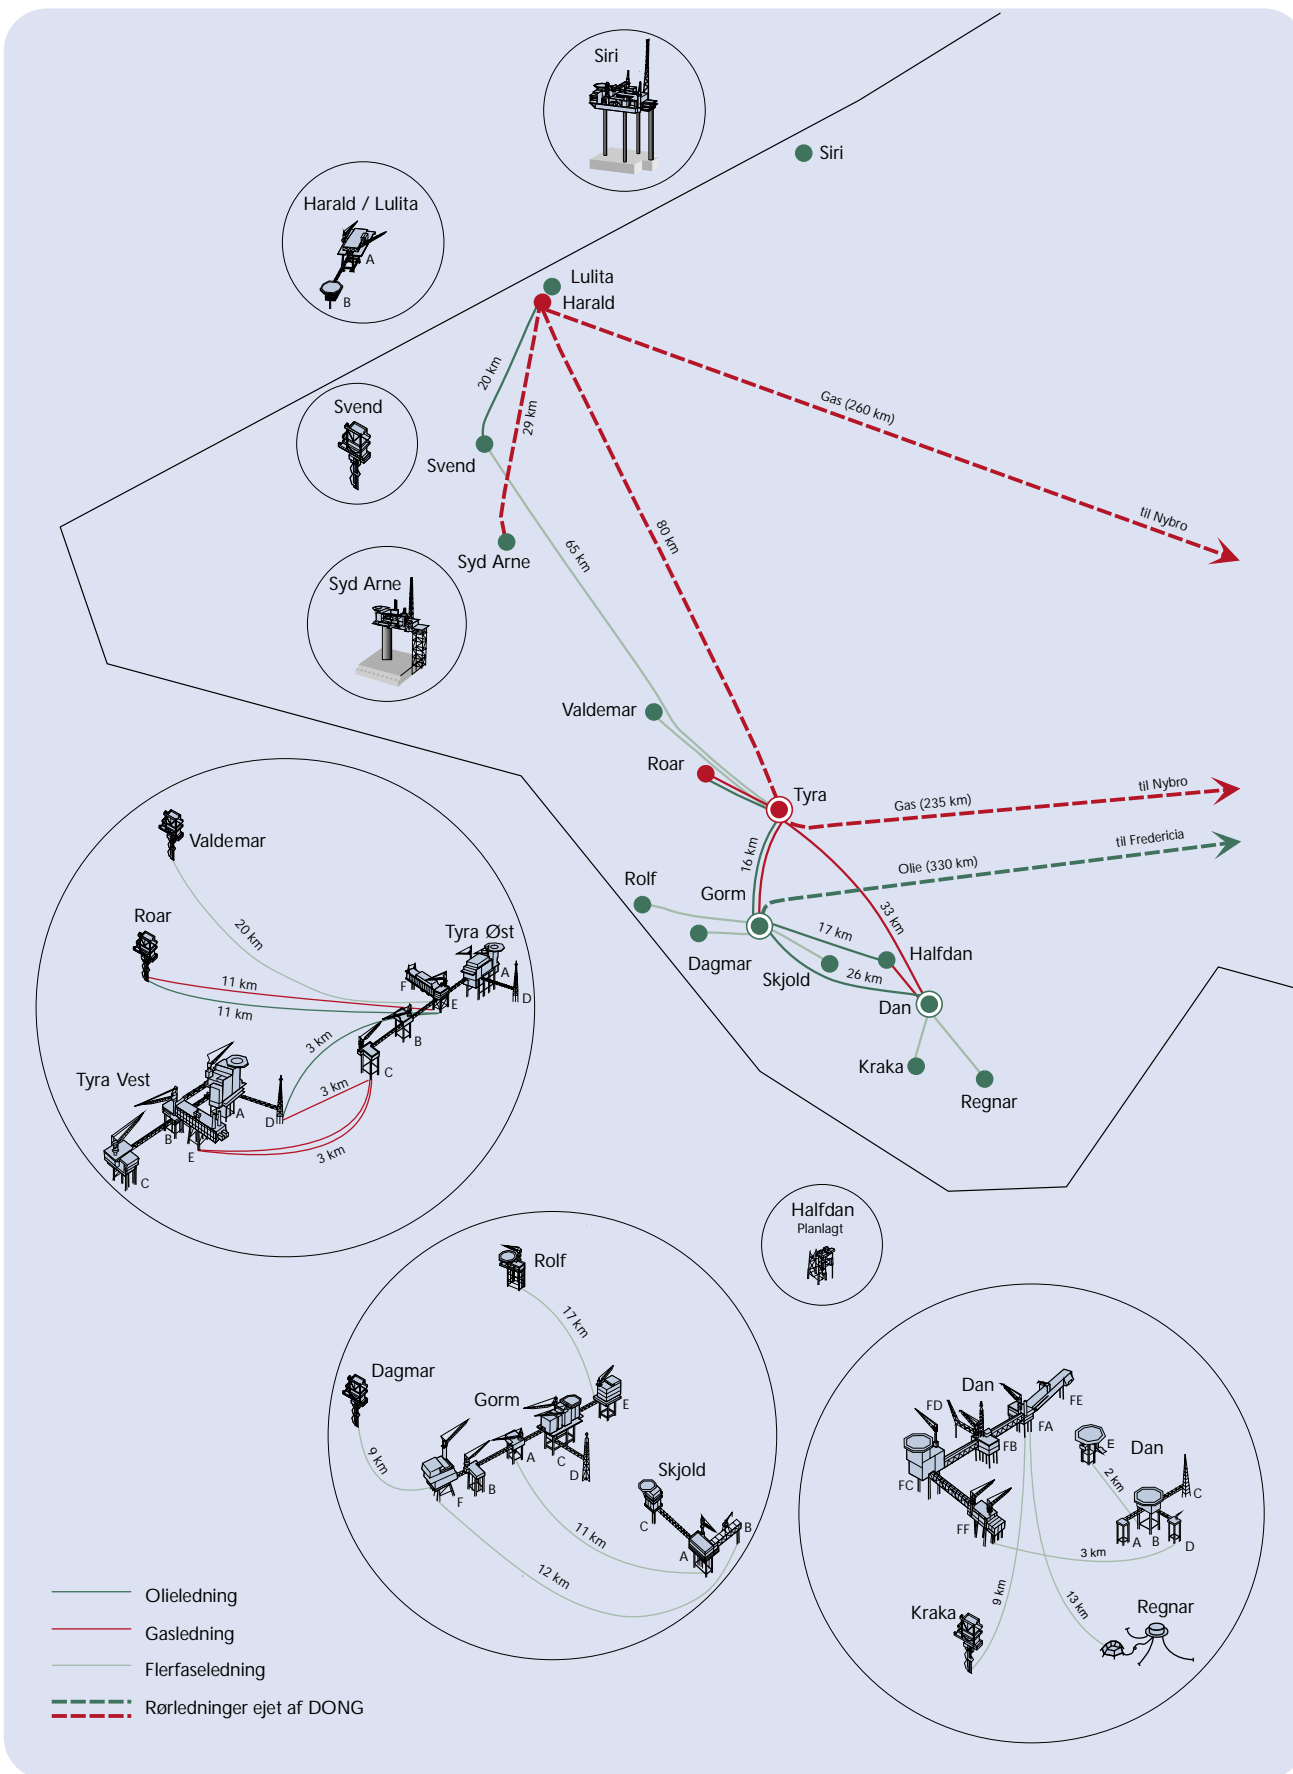 Siri
Siri
Harald / Lulita
A
B
Lulita
Harald
20 km
29 km
Gas (260 km)
til Nybro
Svend
Svend
80 km
65 km
Syd Arne
Syd Arne
Valdemar
Roar
Tyra
Gas (235 km)
til Nybro
16 km
Olie (330 km)
til Fredericia
Rolf
Gorm
33 km
17 km
Halfdan
Dagmar
Skjold
26 km
Dan
Kraka
Regnar
Valdemar
Roar
20 km
Tyra Øst
11 km
11 km
F
A
E
D
B
C
3 km
Tyra Vest
3 km
A
D
B
E
3 km
C
Halfdan
Planlagt
Rolf
17 km
Dagmar
Gorm
E
9 km
A
C
D
B
F
Skjold
C
B
A
11 km
12 km
Dan
FE
FD
FA
FB
FC
FF
E
Dan
2 km
C
A
B
D
3 km
9 km
13 km
Kraka
Regnar
Olieledning
Gasledning
Flerfaseledning
Rørledninger ejet af DONG